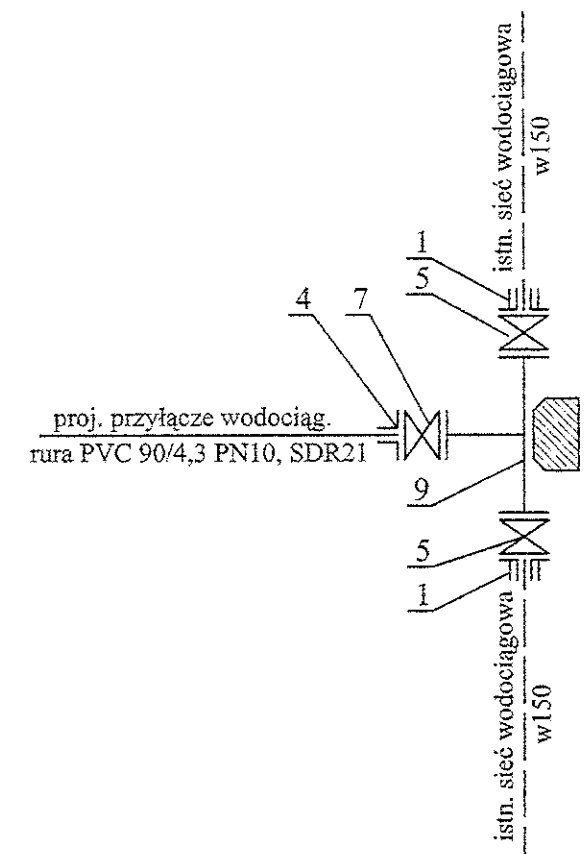 istn. sieć wodociągowa
w150
1
5
4
7
proj. przyłącze wodociąg.
rura PVC 90/4,3 PN10, SDR21
9
5
1
istn. sieć wodociągowa
w150